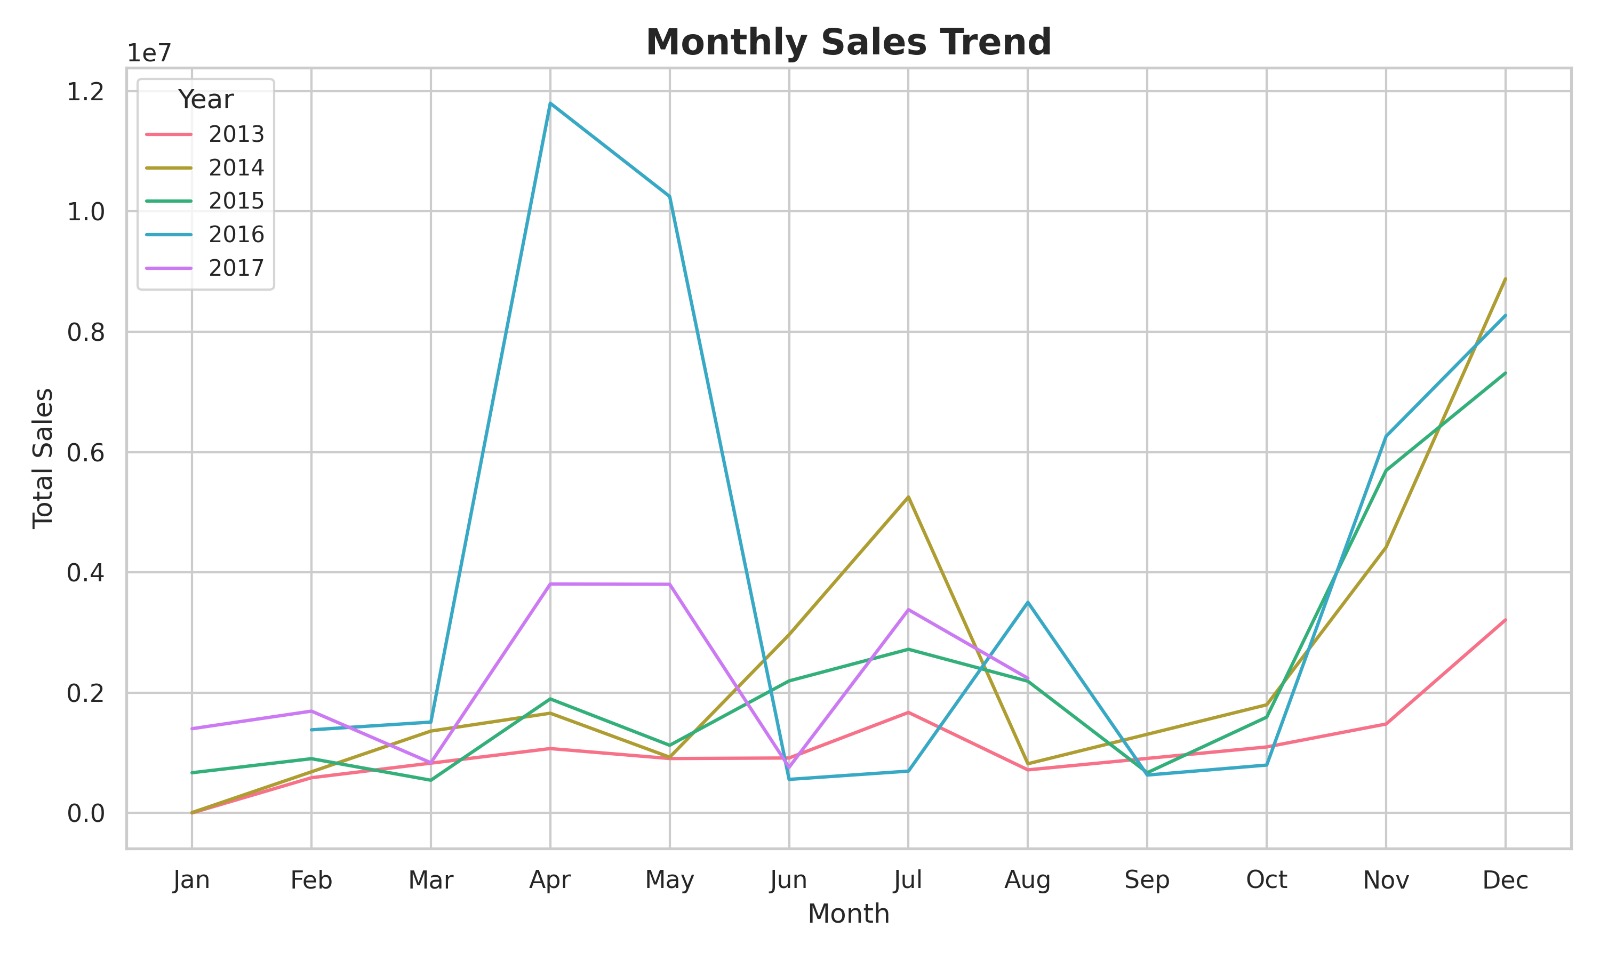 Monthly Sales Trend
1e7
1.2
1.0
0.8
0.6
0.4
0.2
0.0
Total Sales
Year
2013
2014
2015
2016
2017
Jan Feb Mar Apr May Jun Jul Aug Sep Oct Nov Dec
Month